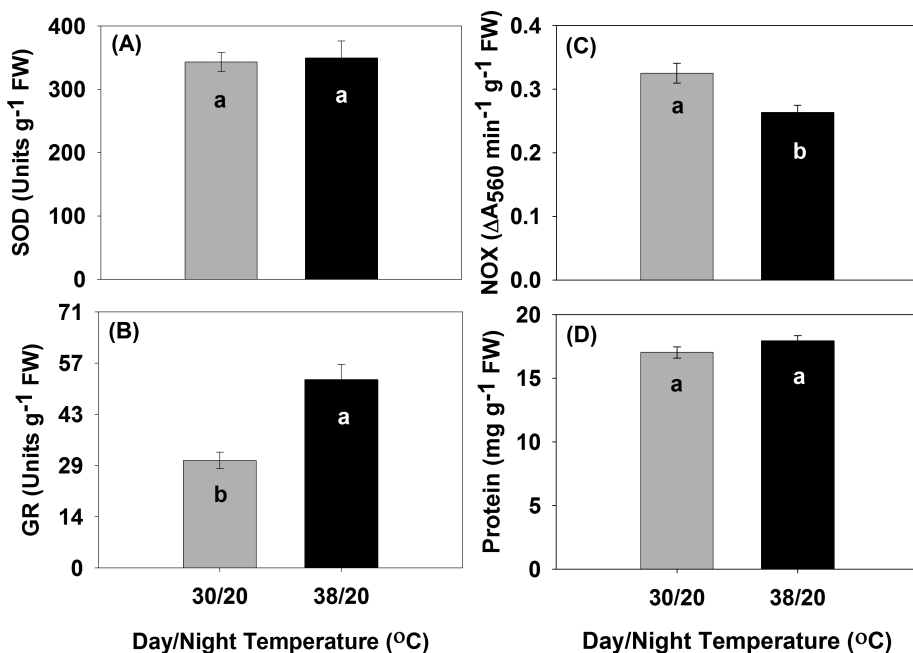 (A)
SOD (Units g⁻¹ FW)
400
300
200
100
0
a
a
(C)
NOX (ΔA₅₆₀ min⁻¹ g⁻¹ FW)
0.4
0.3
0.2
0.1
0.0
a
b
(B)
GR (Units g⁻¹ FW)
71
57
43
29
14
0
b
a
30/20
38/20
Day/Night Temperature (ᴼC)
(D)
Protein (mg g⁻¹ FW)
20
15
10
5
0
a
a
30/20
38/20
Day/Night Temperature (ᴼC)